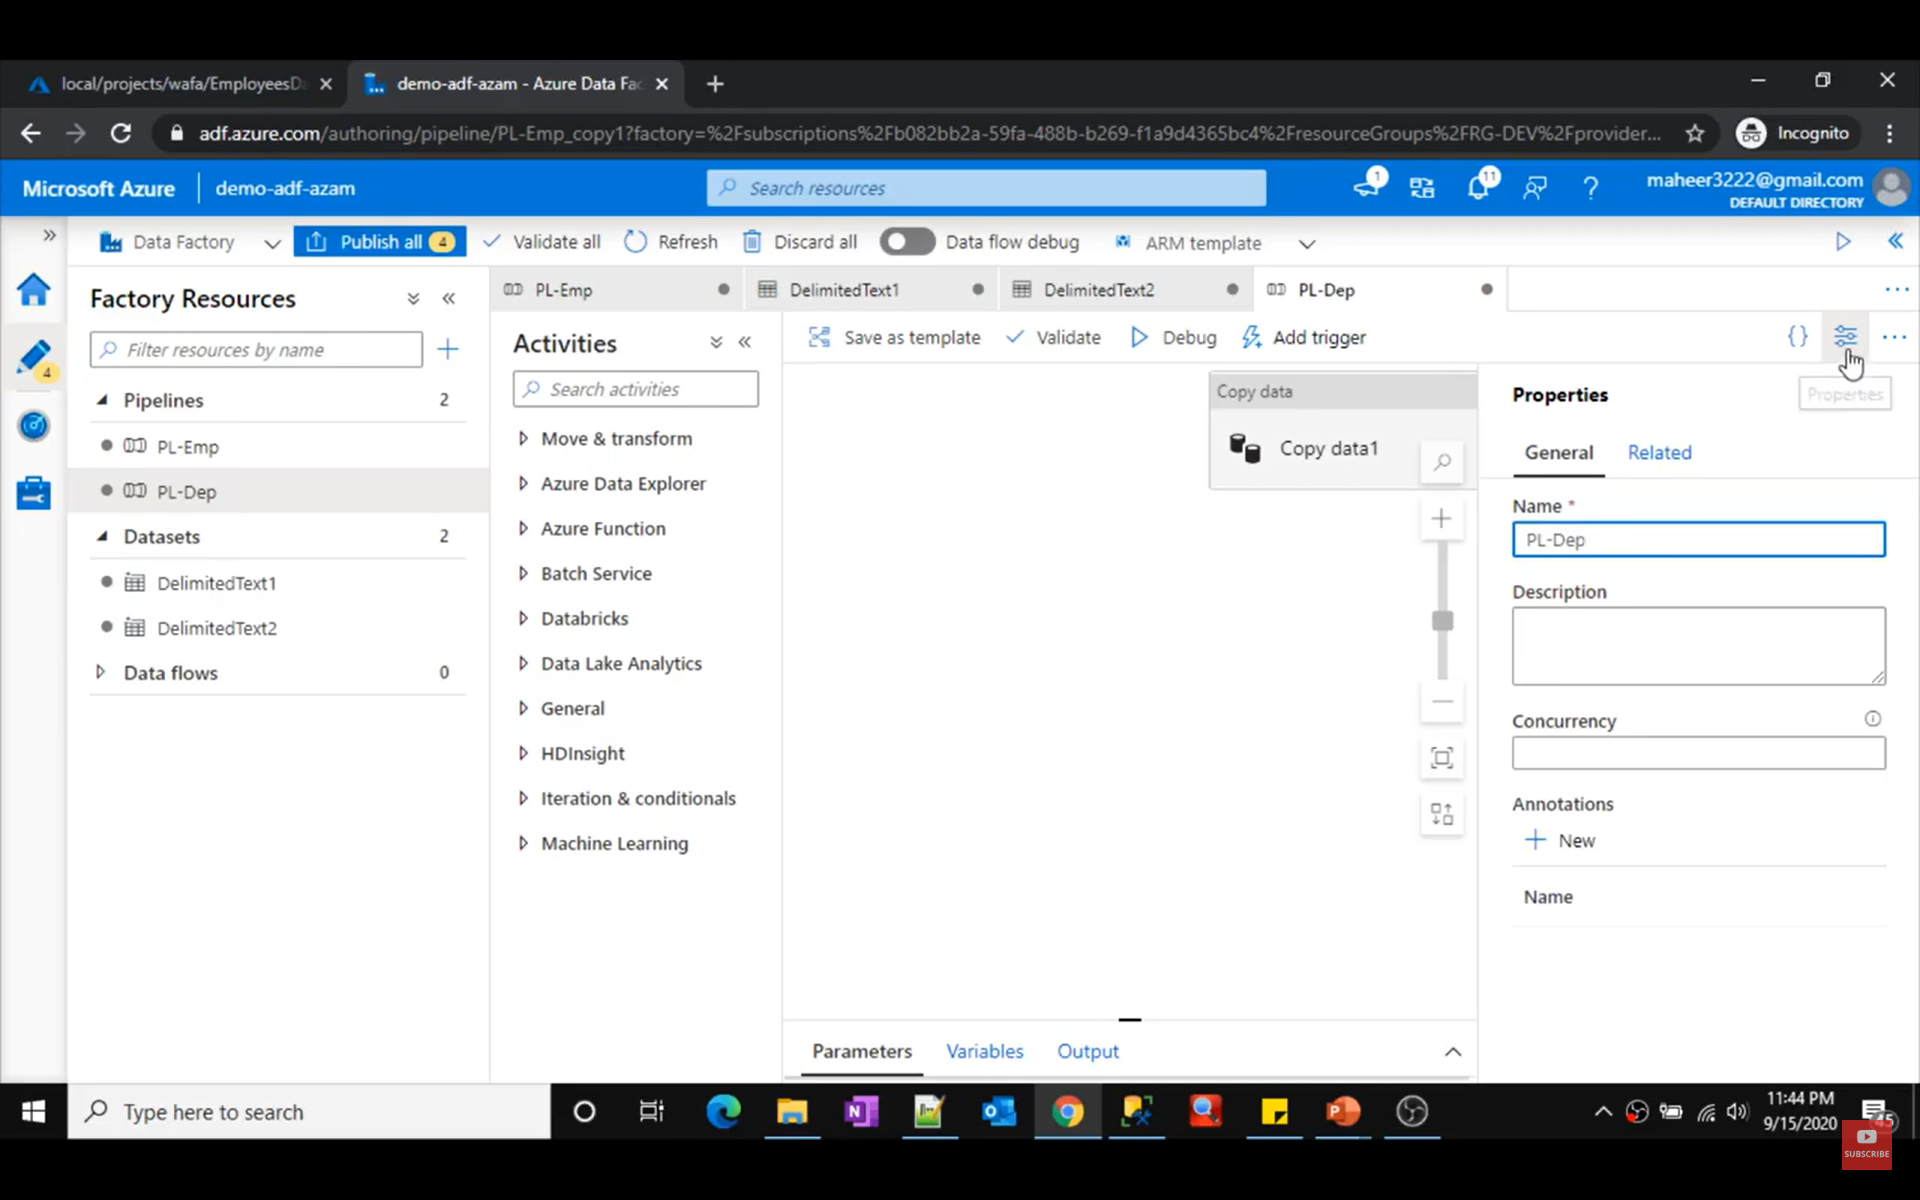 local/projects/wafa/EmployeesDa
demo-adf-azam - Azure Data Fac
adf.azure.com/authoring/pipeline/PL-Emp_copy1?factory=%2Fsubscriptions%2Fb082bb2a-59fa-488b-b269-f1a9d4365bc4%2FresourceGroups%2FRG-DEV%2Fprovider...
Incognito
Microsoft Azure
demo-adf-azam
Search resources
1
11
maheer3222@gmail.com
DEFAULT DIRECTORY
Data Factory
Publish all 4
Validate all
Refresh
Discard all
Data flow debug
ARM template
4
Factory Resources
Filter resources by name
Pipelines 2
PL-Emp
PL-Dep
Datasets 2
DelimitedText1
DelimitedText2
Data flows 0
PL-Emp
DelimitedText1
DelimitedText2
PL-Dep
Activities
Search activities
Move & transform
Azure Data Explorer
Azure Function
Batch Service
Databricks
Data Lake Analytics
General
HDInsight
Iteration & conditionals
Machine Learning
Save as template
Validate
Debug
Add trigger
{}
Copy data
Copy data1
Parameters
Variables
Output
Properties
Properties
General
Related
Name *
PL-Dep
Description
Concurrency
Annotations
New
Name
Type here to search
11:44 PM
9/15/2020
45
SUBSCRIBE